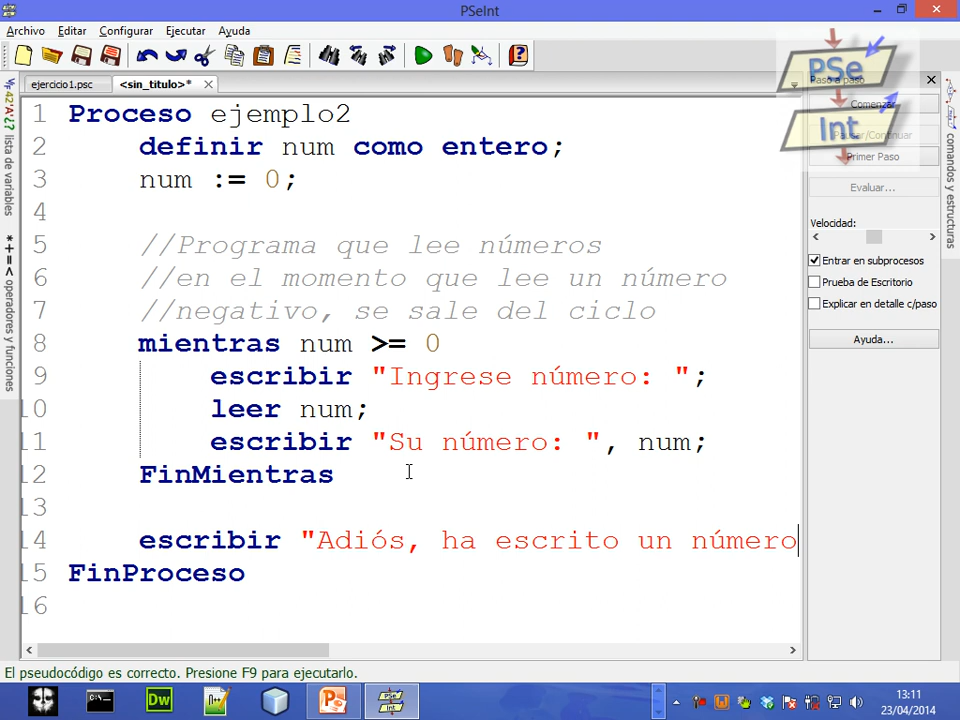 PSeInt
Archivo Editar Configurar Ejecutar Ayuda
ejercicio1.psc <sin_titulo>*
lista de variables
operadores y funciones
1 Proceso ejemplo2
2 definir num como entero;
3 num := 0;
4
5 //Programa que lee números
6 //en el momento que lee un número
7 //negativo, se sale del ciclo
8 mientras num >= 0
9 escribir "Ingrese número: ";
10 leer num;
11 escribir "Su número: ", num;
12 FinMientras
13
14 escribir "Adiós, ha escrito un número
15 FinProceso
16
PSe
Int
Paso a paso
Comenzar
Pausar/Continuar
Primer Paso
Evaluar...
Velocidad:
Entrar en subprocesos
Prueba de Escritorio
Explicar en detalle c/paso
Ayuda...
comandos y estructuras
El pseudocódigo es correcto. Presione F9 para ejecutarlo.
13:11
23/04/2014